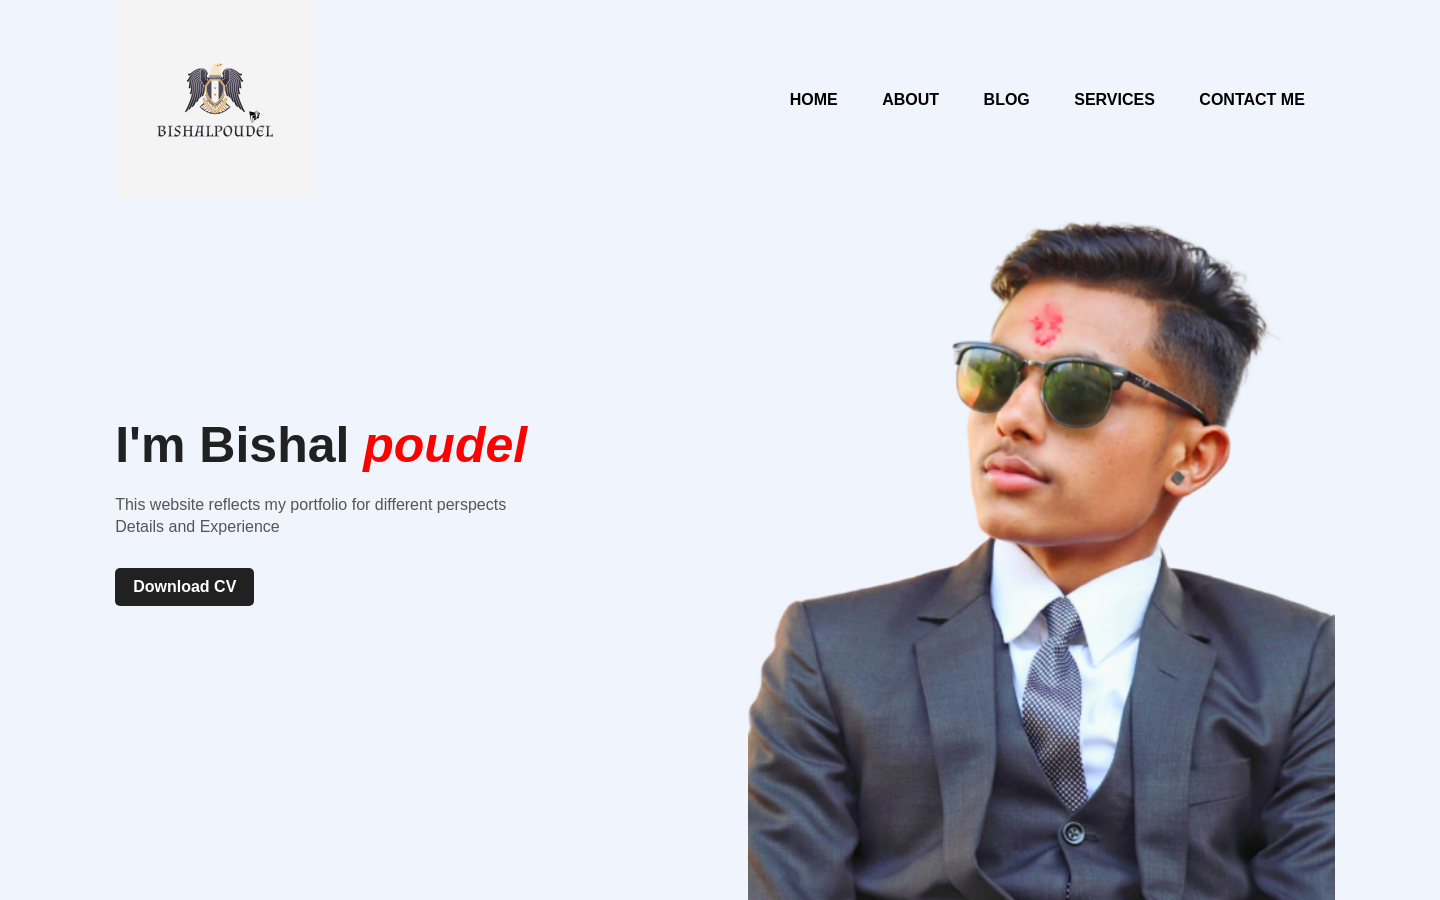 BISHALPOUDEL
HOME ABOUT BLOG SERVICES CONTACT ME
I'm Bishal poudel
This website reflects my portfolio for different perspects
Details and Experience
Download CV